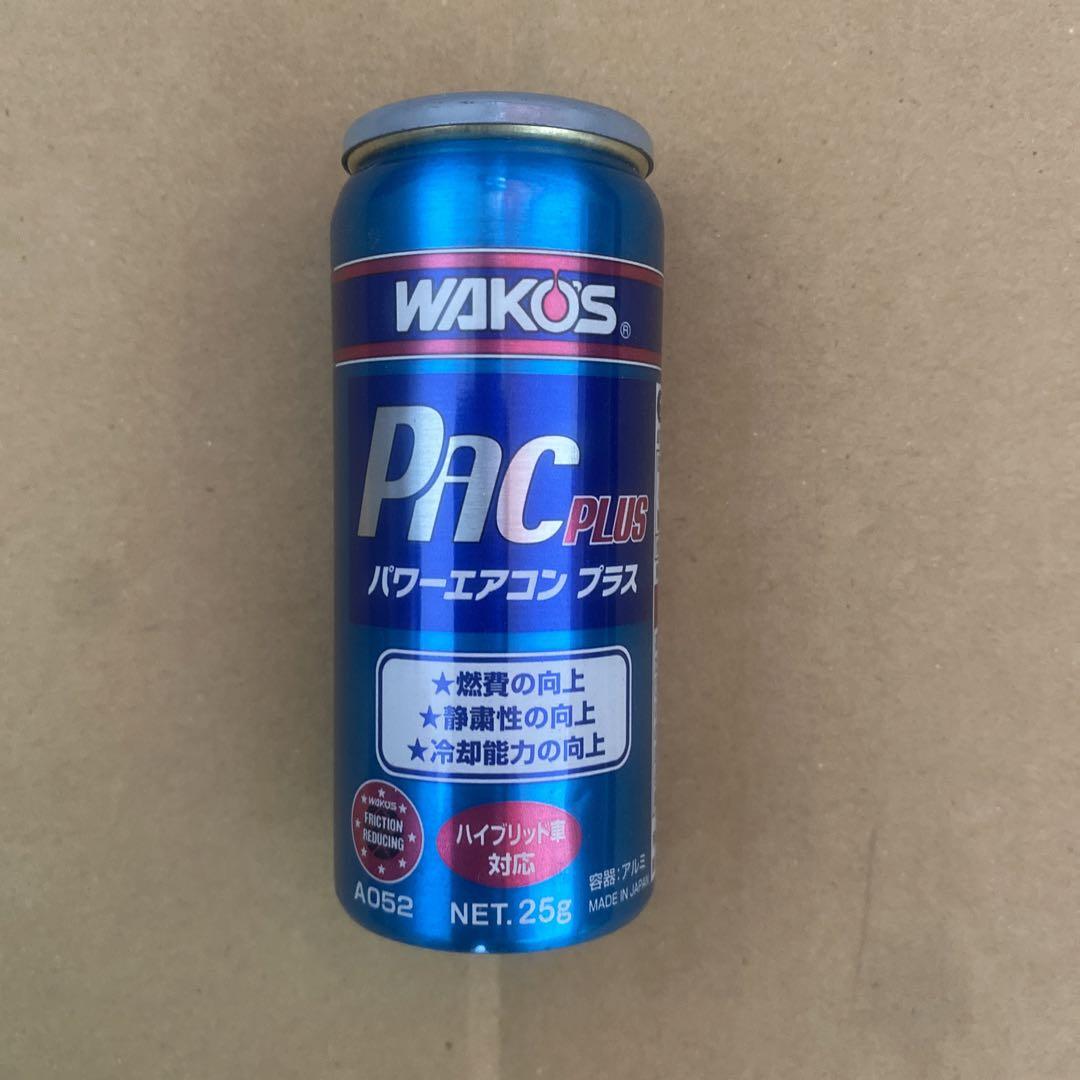 WAKO'S®
PAC PLUS
パワーエアコン プラス
★燃費の向上
★静粛性の向上
★冷却能力の向上
WAKO'S
FRICTION
REDUCING
ハイブリッド車
対応
A052
NET. 25g
容器:アルミ
MADE IN JAPAN